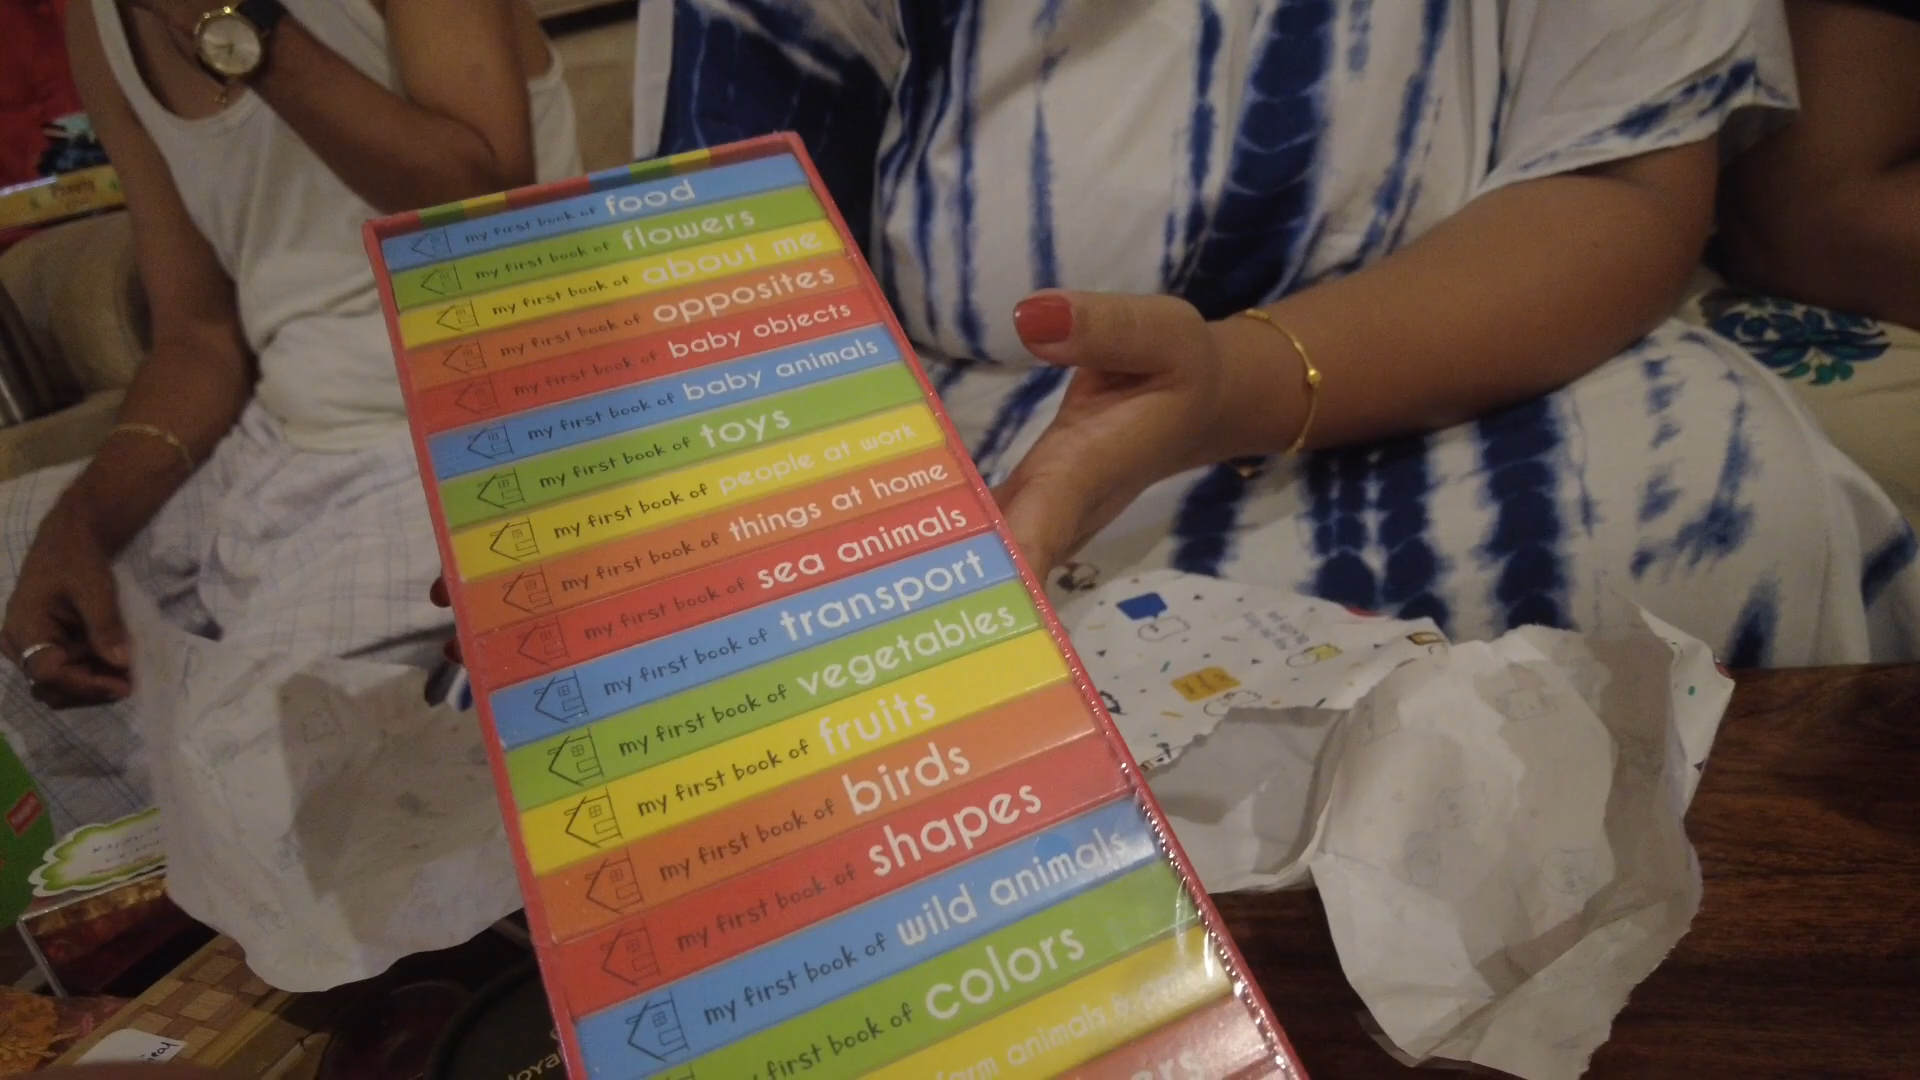 my first book of food
my first book of flowers
my first book of about me
my first book of opposites
my first book of baby objects
my first book of baby animals
my first book of toys
my first book of people at work
my first book of things at home
my first book of sea animals
my first book of transport
my first book of vegetables
my first book of fruits
my first book of birds
my first book of shapes
my first book of wild animals
my first book of colors
farm animals &